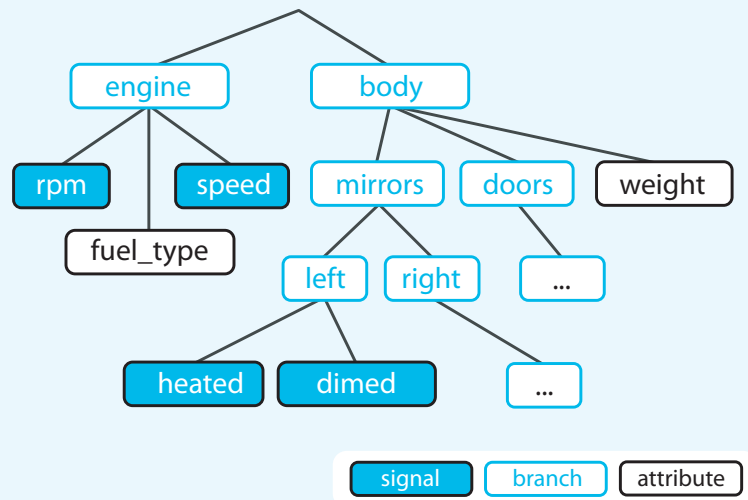 engine
body
rpm
speed
mirrors
doors
weight
fuel_type
left
right
...
heated
dimed
...
signal
branch
attribute